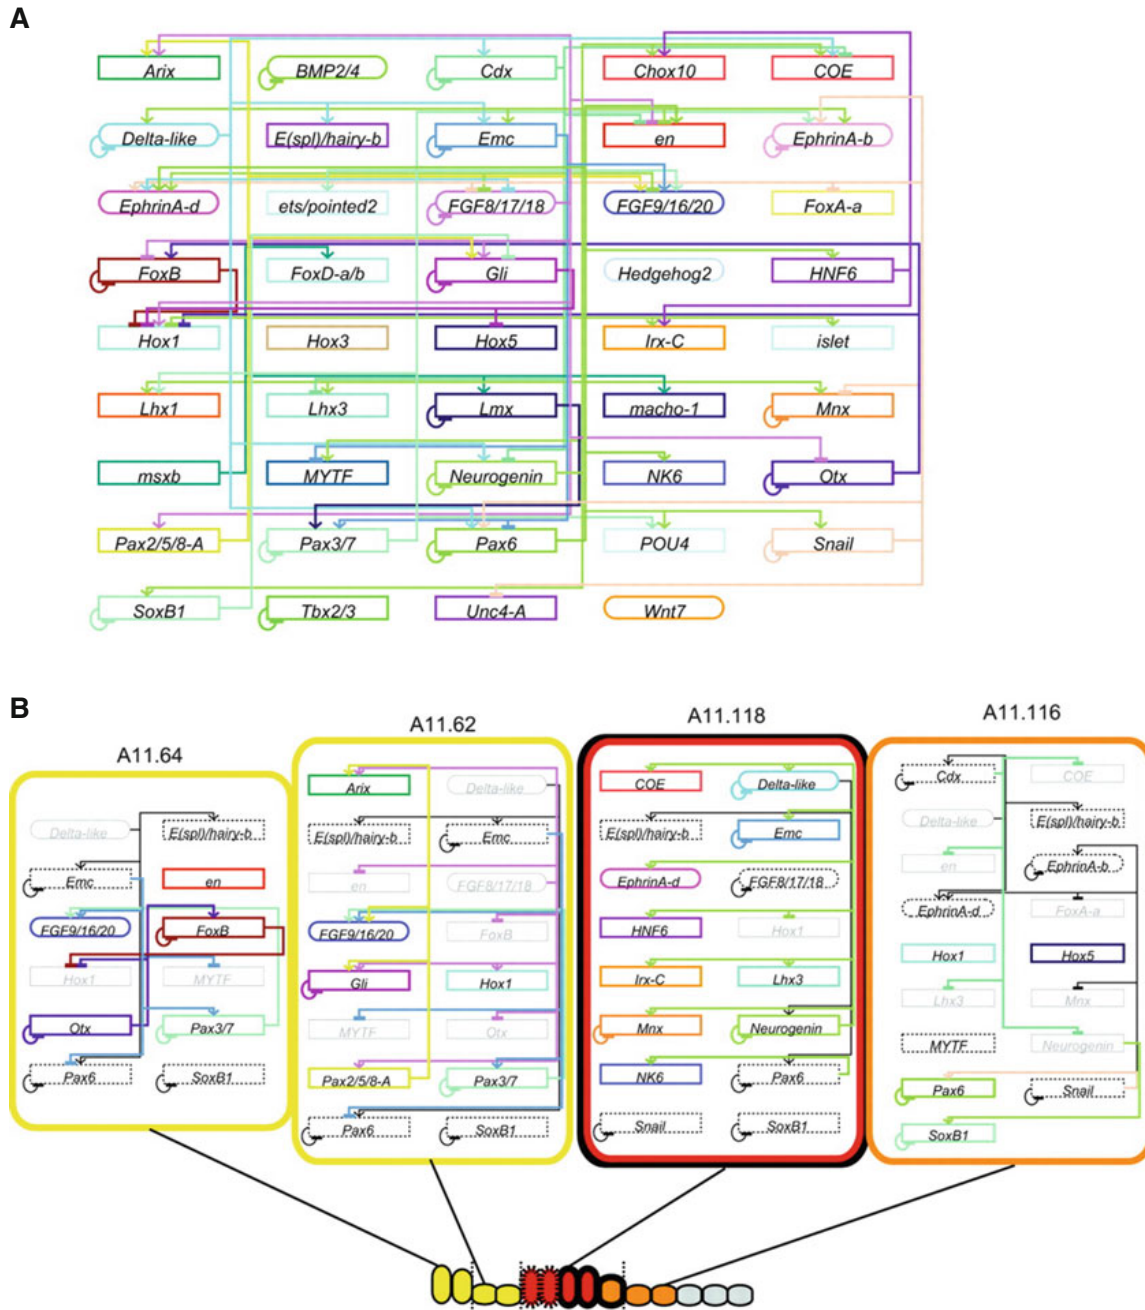 A
Arix BMP2/4 Cdx Chox10 COE
Delta-like E(spl)/hairy-b Emc en EphrinA-b
EphrinA-d ets/pointed2 FGF8/17/18 FGF9/16/20 FoxA-a
FoxB FoxD-a/b Gli Hedgehog2 HNF6
Hox1 Hox3 Hox5 Irx-C islet
Lhx1 Lhx3 Lmx macho-1 Mnx
msxb MYTF Neurogenin NK6 Otx
Pax2/5/8-A Pax3/7 Pax6 POU4 Snail
SoxB1 Tbx2/3 Unc4-A Wnt7
B
A11.64
Delta-like E(spl)/hairy-b
Emc en
FGF9/16/20 FoxB
Hox1 MYTF
Otx Pax3/7
Pax6 SoxB1
A11.62
Arix Delta-like
E(spl)/hairy-b Emc
en FGF8/17/18
FGF9/16/20 FoxB
Gli Hox1
MYTF Otx
Pax2/5/8-A Pax3/7
Pax6 SoxB1
A11.118
COE Delta-like
E(spl)/hairy-b Emc
EphrinA-d FGF8/17/18
HNF6 Hox1
Irx-C Lhx3
Mnx Neurogenin
NK6 Pax6
Snail SoxB1
A11.116
Cdx COE
Delta-like E(spl)/hairy-b
en EphrinA-b
EphrinA-d FoxA-a
Hox1 Hox5
Lhx3 Mnx
MYTF Neurogenin
Pax6 Snail
SoxB1